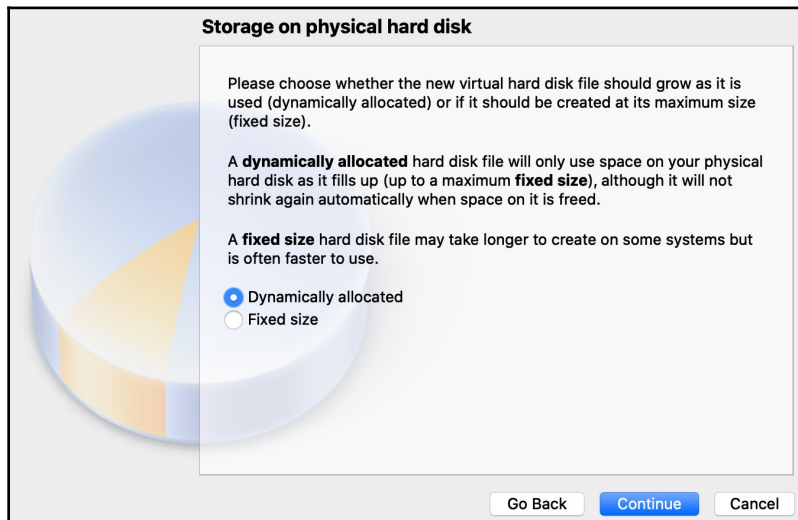 Storage on physical hard disk
Please choose whether the new virtual hard disk file should grow as it is
used (dynamically allocated) or if it should be created at its maximum size
(fixed size).
A dynamically allocated hard disk file will only use space on your physical
hard disk as it fills up (up to a maximum fixed size), although it will not
shrink again automatically when space on it is freed.
A fixed size hard disk file may take longer to create on some systems but
is often faster to use.
Dynamically allocated
Fixed size
Go Back Continue Cancel